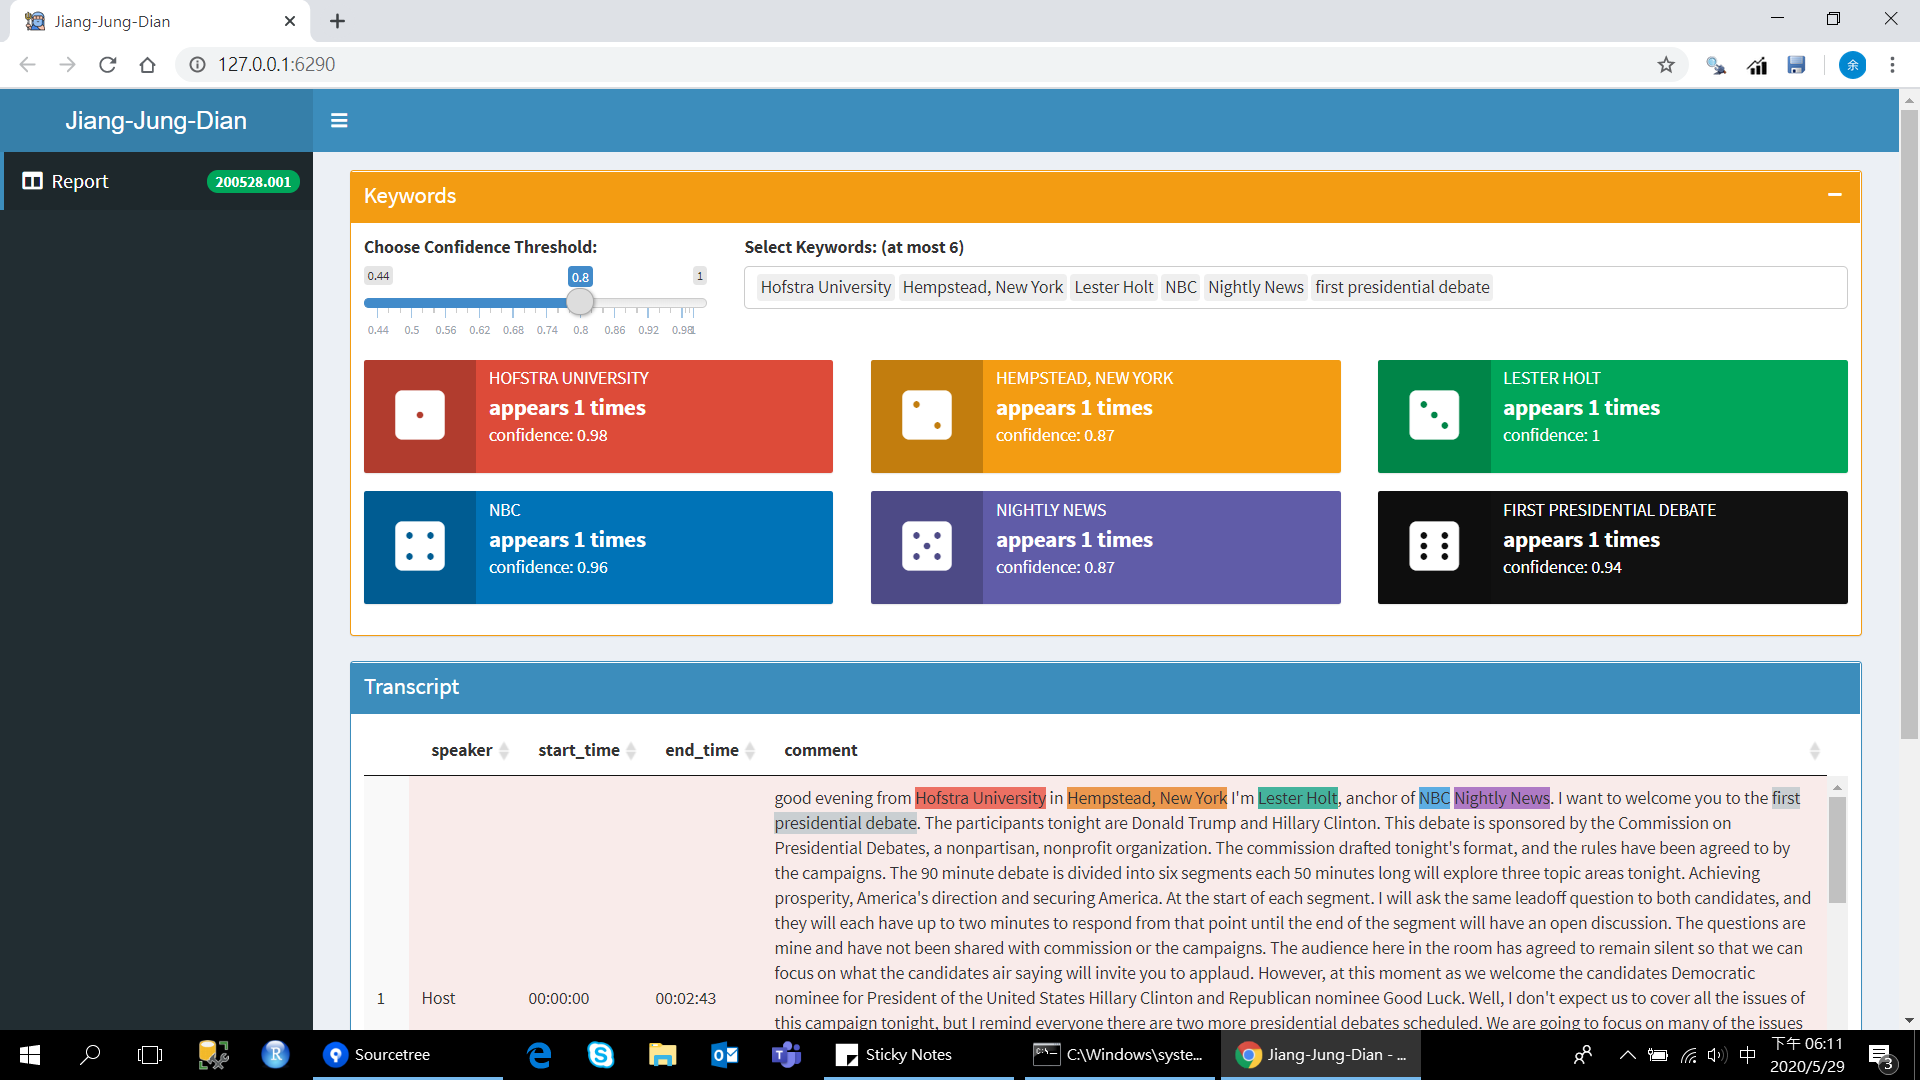 Jiang-Jung-Dian
127.0.0.1:6290
余
Jiang-Jung-Dian
Report 200528.001
Keywords
Choose Confidence Threshold:
0.44 0.8 1
0.44 0.5 0.56 0.62 0.68 0.74 0.8 0.86 0.92 0.98 1
Select Keywords: (at most 6)
Hofstra University Hempstead, New York Lester Holt NBC Nightly News first presidential debate
HOFSTRA UNIVERSITY
appears 1 times
confidence: 0.98
HEMPSTEAD, NEW YORK
appears 1 times
confidence: 0.87
LESTER HOLT
appears 1 times
confidence: 1
NBC
appears 1 times
confidence: 0.96
NIGHTLY NEWS
appears 1 times
confidence: 0.87
FIRST PRESIDENTIAL DEBATE
appears 1 times
confidence: 0.94
Transcript
speaker start_time end_time comment
1 Host 00:00:00 00:02:43
good evening from Hofstra University in Hempstead, New York I'm Lester Holt, anchor of NBC Nightly News. I want to welcome you to the first
presidential debate. The participants tonight are Donald Trump and Hillary Clinton. This debate is sponsored by the Commission on
Presidential Debates, a nonpartisan, nonprofit organization. The commission drafted tonight's format, and the rules have been agreed to by
the campaigns. The 90 minute debate is divided into six segments each 50 minutes long will explore three topic areas tonight. Achieving
prosperity, America's direction and securing America. At the start of each segment. I will ask the same leadoff question to both candidates, and
they will each have up to two minutes to respond from that point until the end of the segment will have an open discussion. The questions are
mine and have not been shared with commission or the campaigns. The audience here in the room has agreed to remain silent so that we can
focus on what the candidates air saying will invite you to applaud. However, at this moment as we welcome the candidates Democratic
nominee for President of the United States Hillary Clinton and Republican nominee Good Luck. Well, I don't expect us to cover all the issues of
this campaign tonight, but I remind everyone there are two more presidential debates scheduled. We are going to focus on many of the issues
R
Sourcetree
Sticky Notes
C:\Windows\syste...
Jiang-Jung-Dian - ...
中
下午 06:11
2020/5/29
3